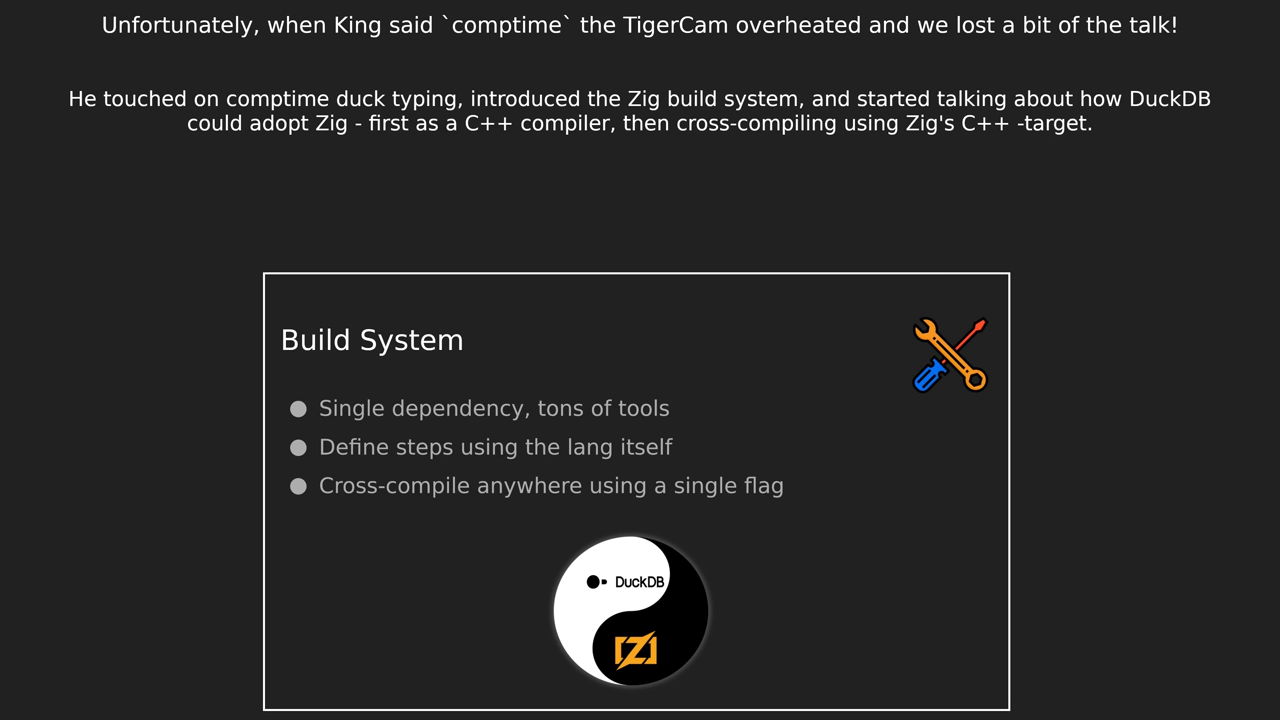 Unfortunately, when King said `comptime` the TigerCam overheated and we lost a bit of the talk!
He touched on comptime duck typing, introduced the Zig build system, and started talking about how DuckDB
could adopt Zig - first as a C++ compiler, then cross-compiling using Zig's C++ -target.
Build System
● Single dependency, tons of tools
● Define steps using the lang itself
● Cross-compile anywhere using a single flag
DuckDB
Z